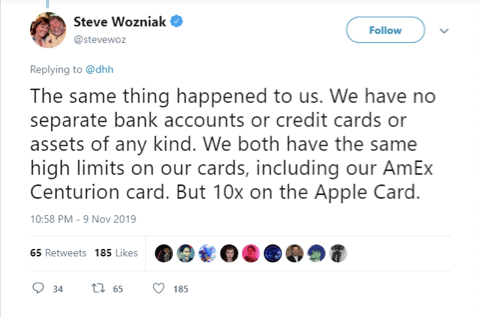 Steve Wozniak
@stevewoz
Follow
Replying to @dhh
The same thing happened to us. We have no
separate bank accounts or credit cards or
assets of any kind. We both have the same
high limits on our cards, including our AmEx
Centurion card. But 10x on the Apple Card.
10:58 PM - 9 Nov 2019
65 Retweets 185 Likes
34 65 185